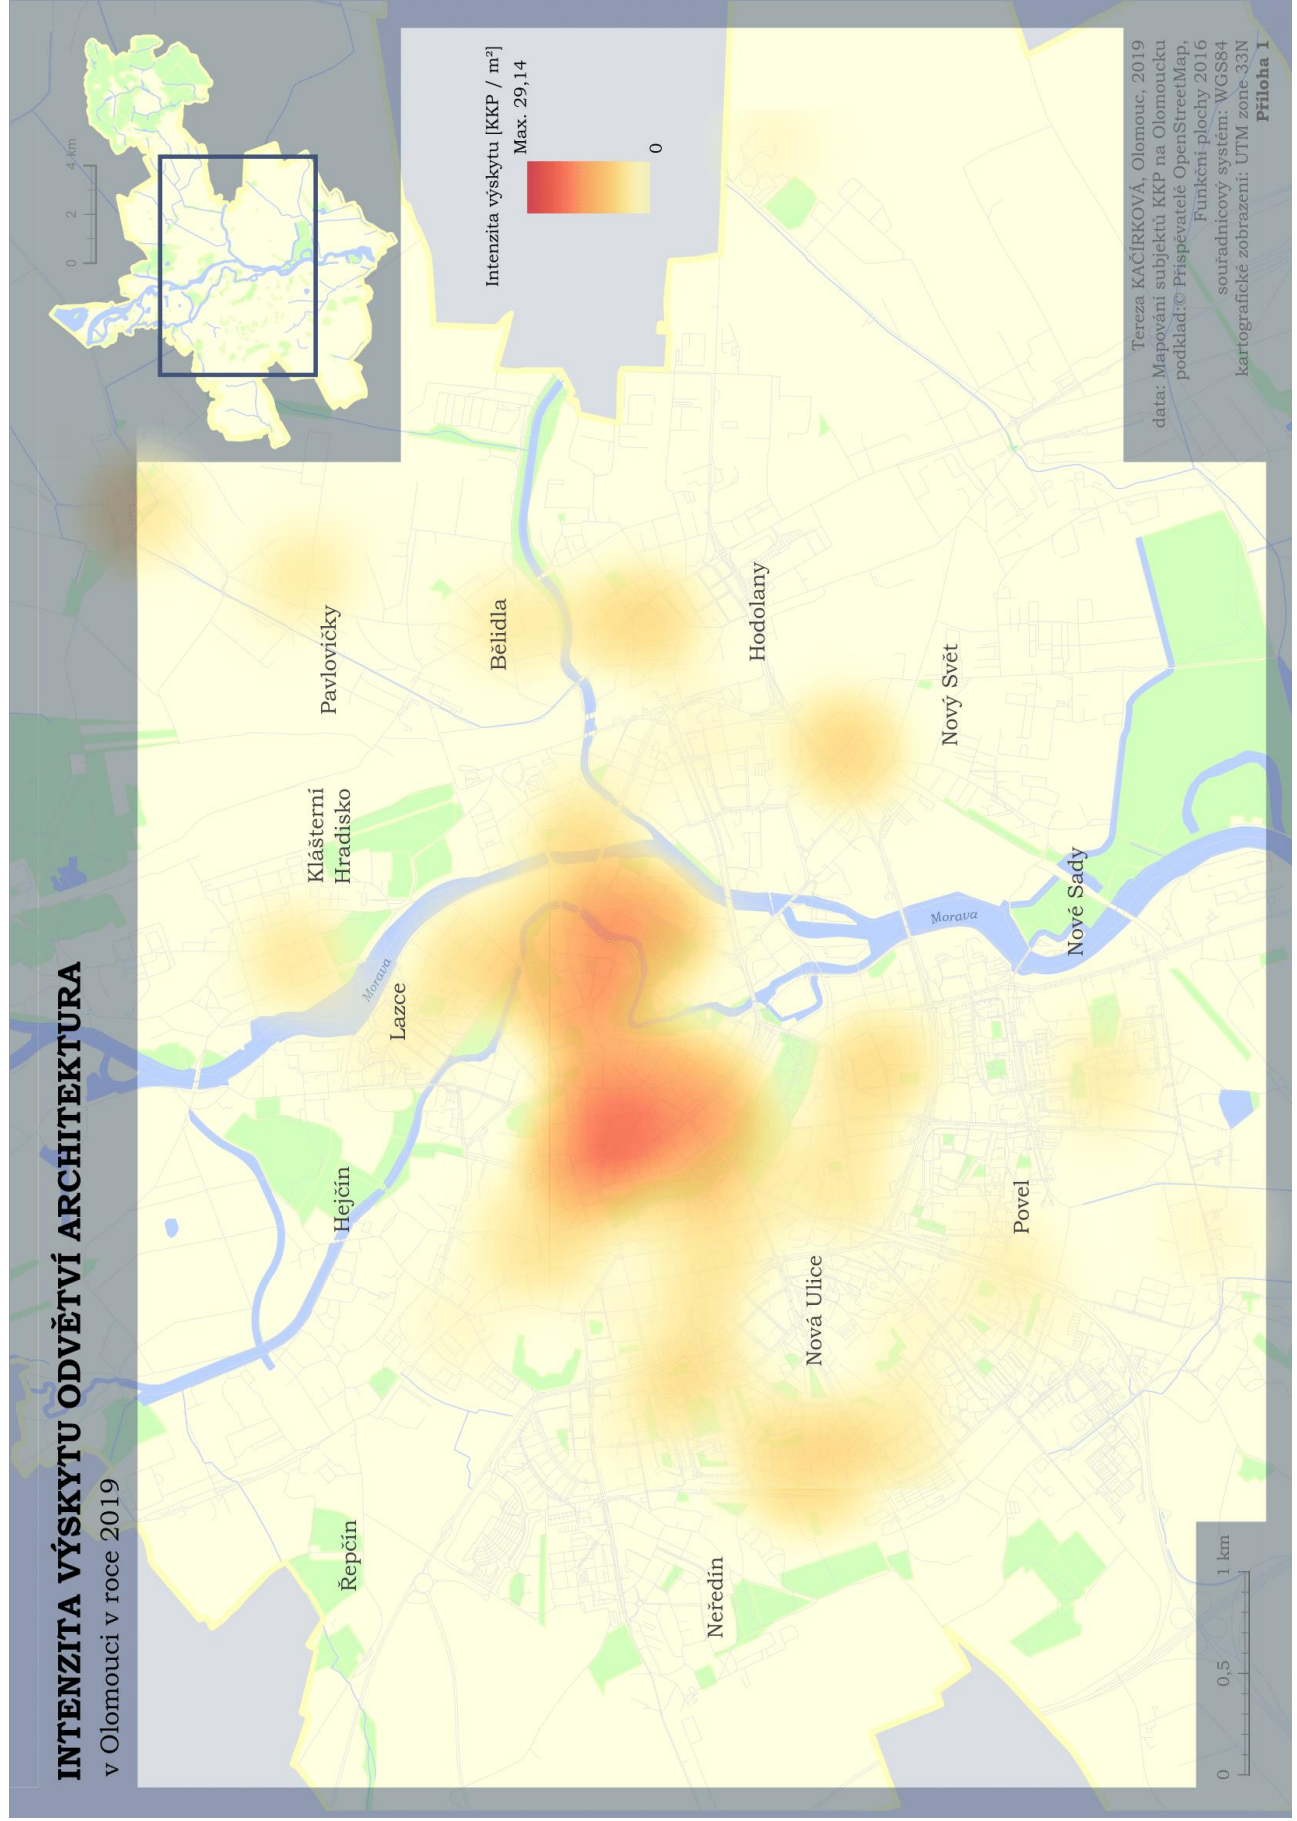 INTENZITA VÝSKYTU ODVĚTVÍ ARCHITEKTURA
v Olomouci v roce 2019
0
2
4 km
Intenzita výskytu [KKP / m²]
Max. 29,14
0
Řepčín
Hejčín
Lazce
Morava
Klášterní
Hradisko
Pavlovičky
Bělidla
Neředín
Nová Ulice
Hodolany
Povel
Morava
Nový Svět
Nové Sady
0
0,5
1 km
Tereza KAČÍRKOVÁ, Olomouc, 2019
data: Mapování subjektů KKP na Olomoucku
podklad:© Přispěvatelé OpenStreetMap,
Funkční plochy 2016
souřadnicový systém: WGS84
kartografické zobrazení: UTM zone 33N
Příloha 1